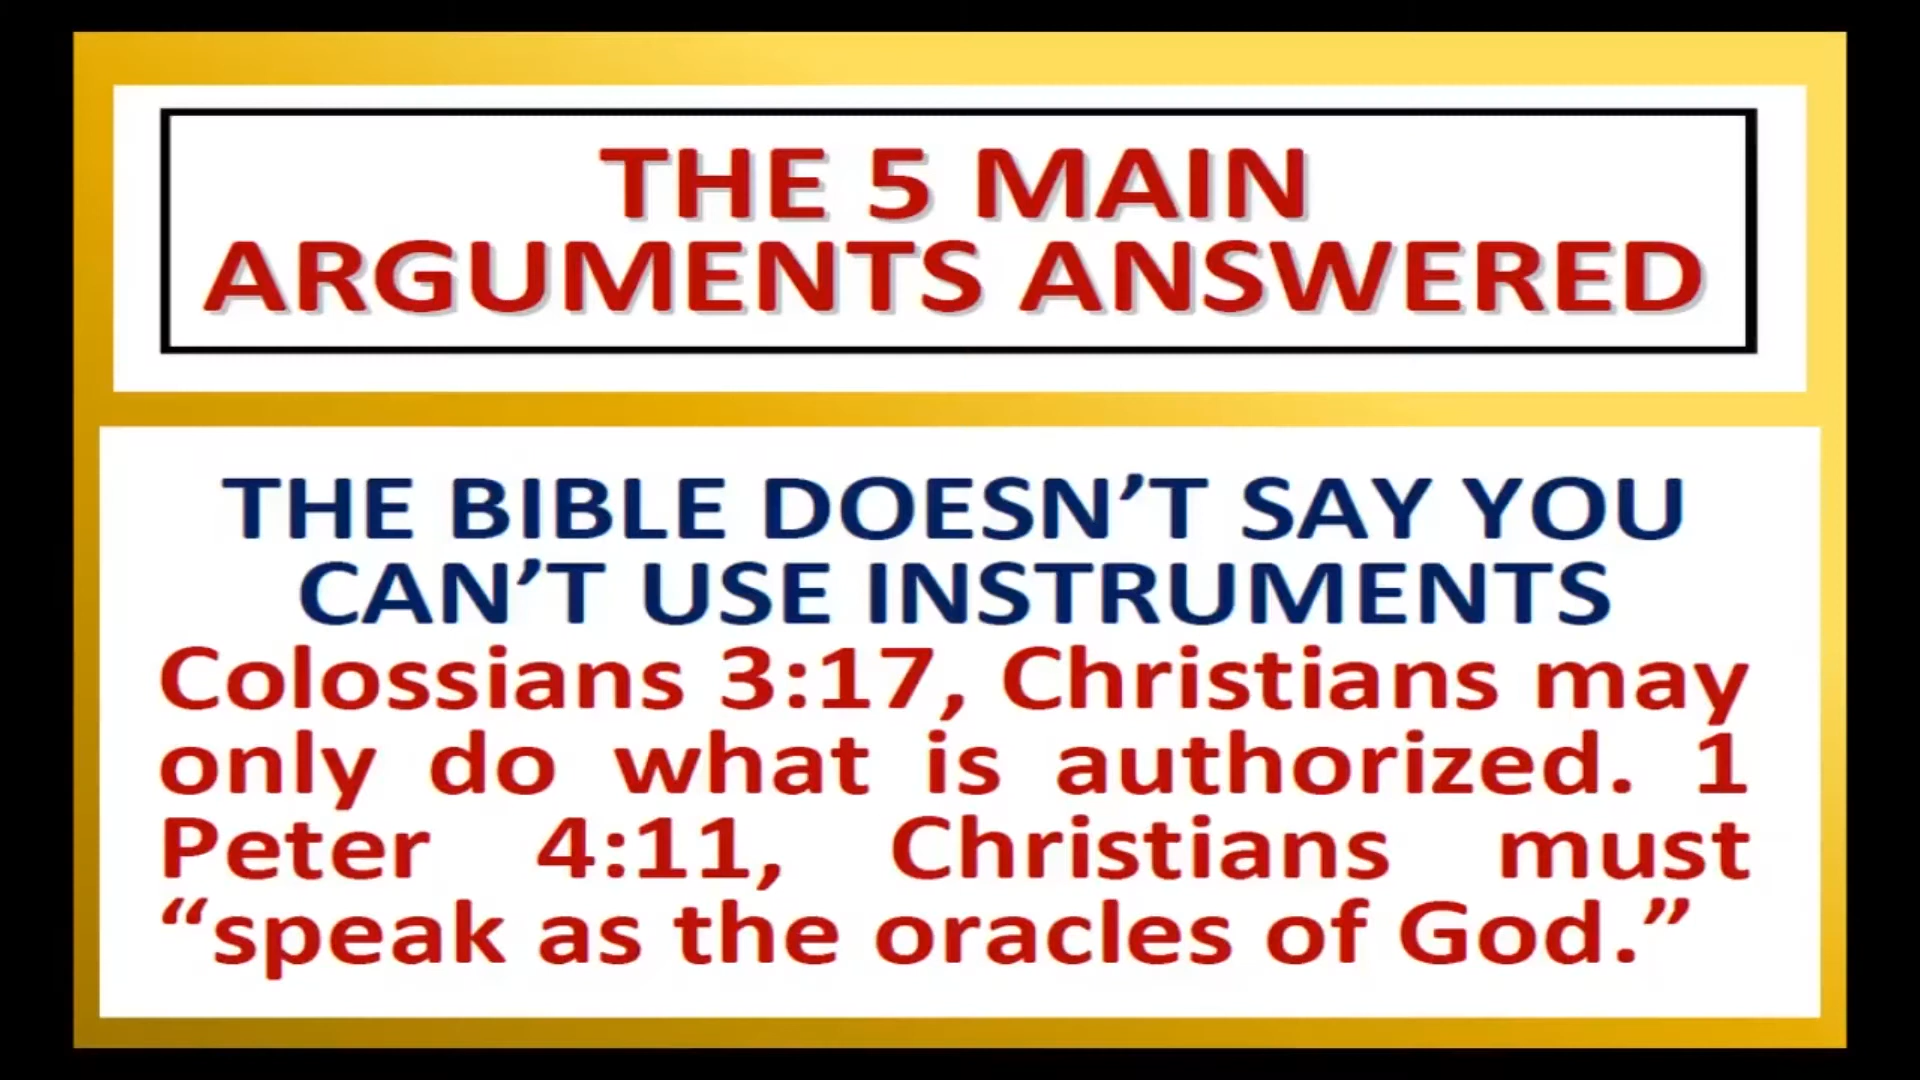 THE 5 MAIN
ARGUMENTS ANSWERED
THE BIBLE DOESN’T SAY YOU
CAN’T USE INSTRUMENTS
Colossians 3:17, Christians may
only do what is authorized. 1
Peter 4:11, Christians must
“speak as the oracles of God.”